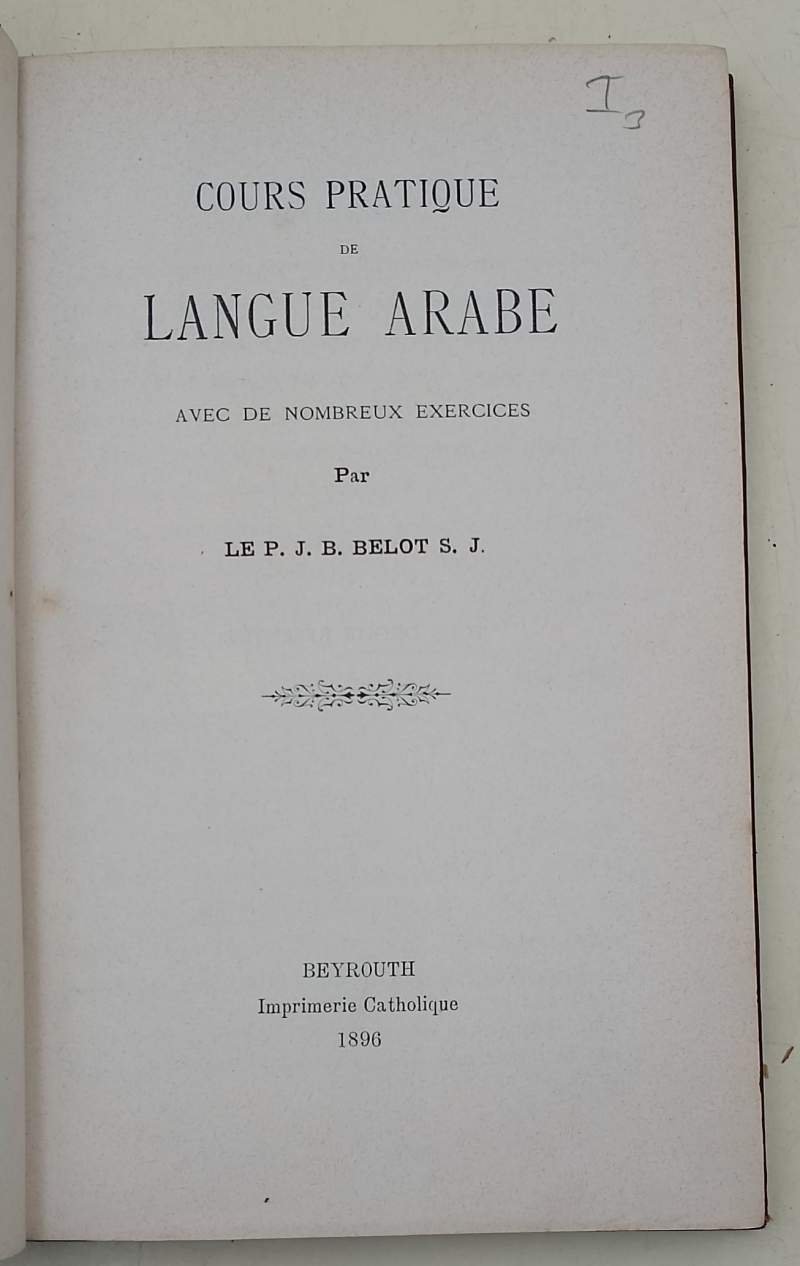 I3
COURS PRATIQUE
DE
LANGUE ARABE
AVEC DE NOMBREUX EXERCICES
Par
LE P. J. B. BELOT S. J.
BEYROUTH
Imprimerie Catholique
1896